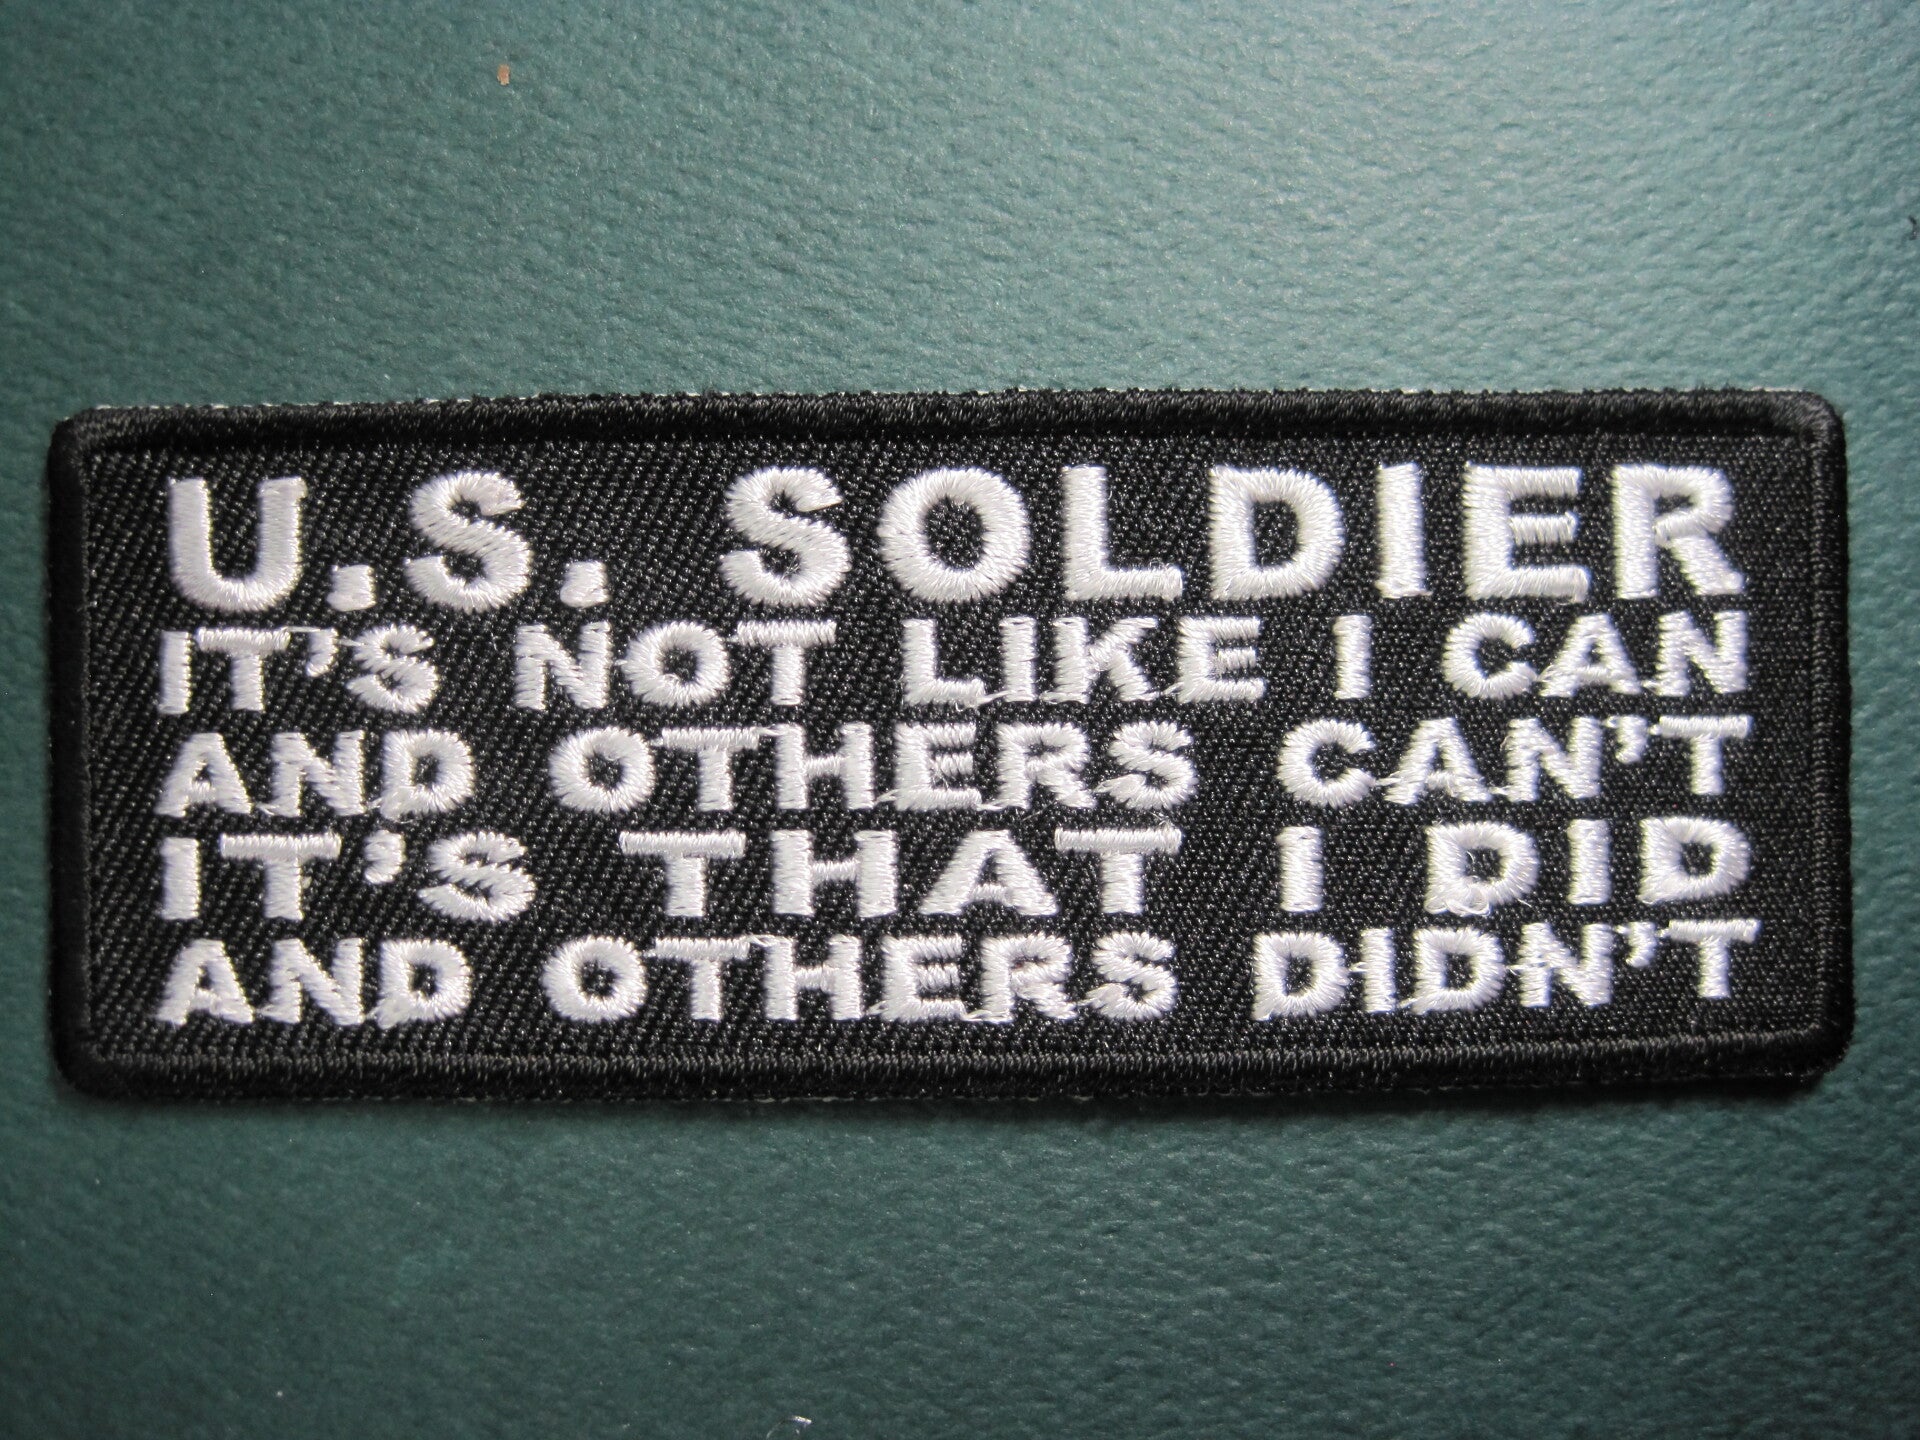 U.S. SOLDIER
IT'S NOT LIKE I CAN
AND OTHERS CAN'T
IT'S THAT I DID
AND OTHERS DIDN'T